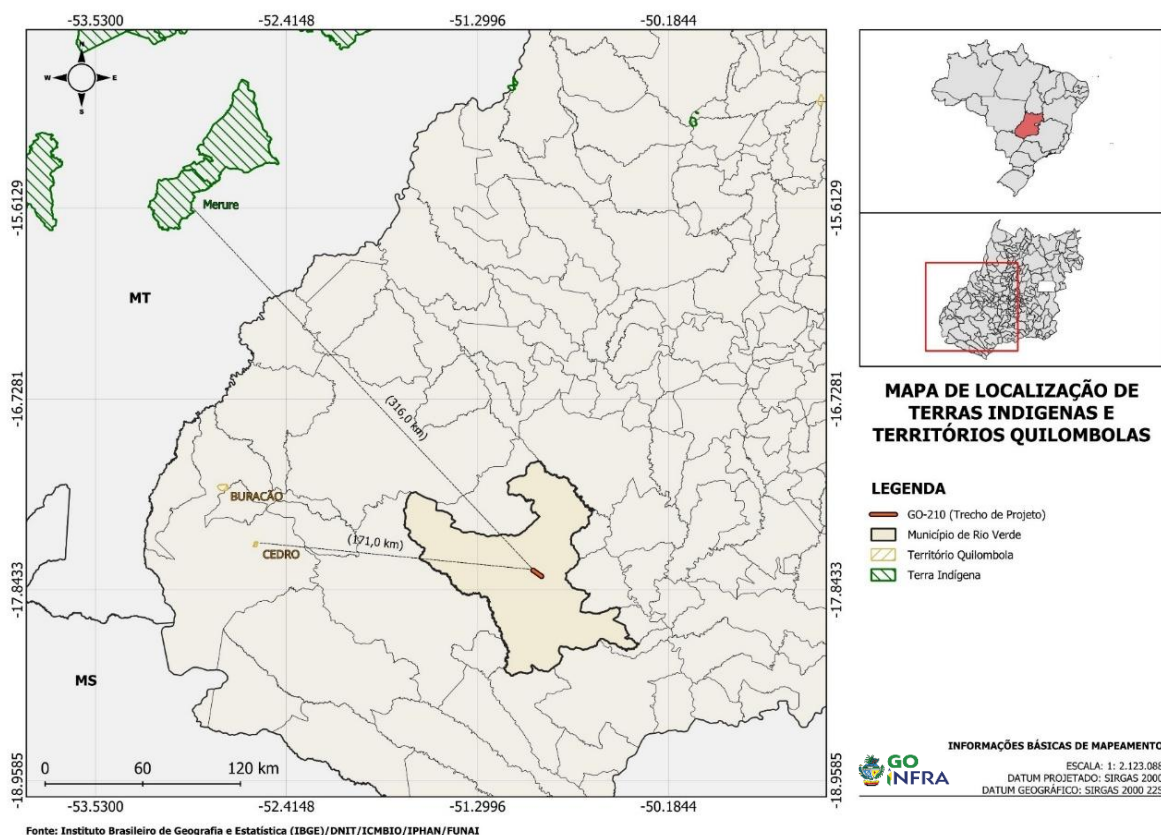 -53.5300
-52.4148
-51.2996
-50.1844
N
W
E
S
-15.6129
-15.6129
Merure
MT
-16.7281
-16.7281
(316,0 km)
BURACÃO
(171,0 km)
CEDRO
-17.8433
-17.8433
MS
0
60
120 km
-18.9585
-18.9585
-53.5300
-52.4148
-51.2996
-50.1844
Fonte: Instituto Brasileiro de Geografia e Estatística (IBGE)/DNIT/ICMBIO/IPHAN/FUNAI
MAPA DE LOCALIZAÇÃO DE
TERRAS INDIGENAS E
TERRITÓRIOS QUILOMBOLAS
LEGENDA
GO-210 (Trecho de Projeto)
Município de Rio Verde
Território Quilombola
Terra Indígena
GO
INFRA
INFORMAÇÕES BÁSICAS DE MAPEAMENTO
ESCALA: 1: 2.123.088
DATUM PROJETADO: SIRGAS 2000
DATUM GEOGRÁFICO: SIRGAS 2000 22S